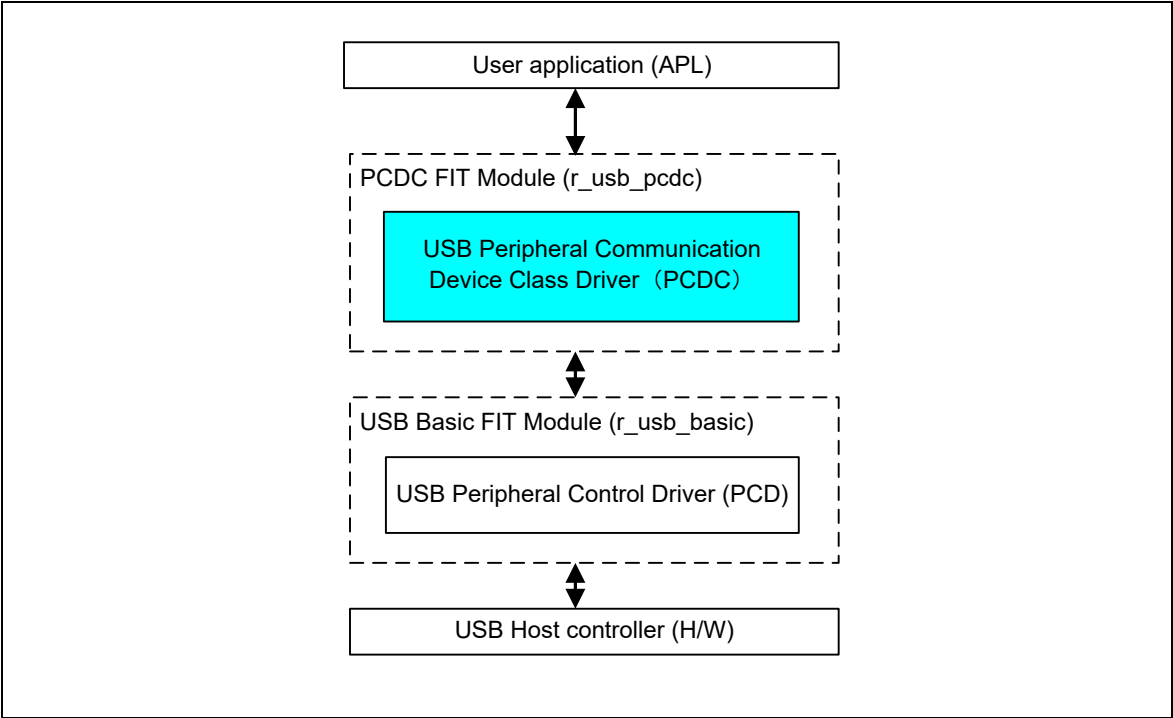 User application (APL)
PCDC FIT Module (r_usb_pcdc)
USB Peripheral Communication
Device Class Driver（PCDC）
USB Basic FIT Module (r_usb_basic)
USB Peripheral Control Driver (PCD)
USB Host controller (H/W)